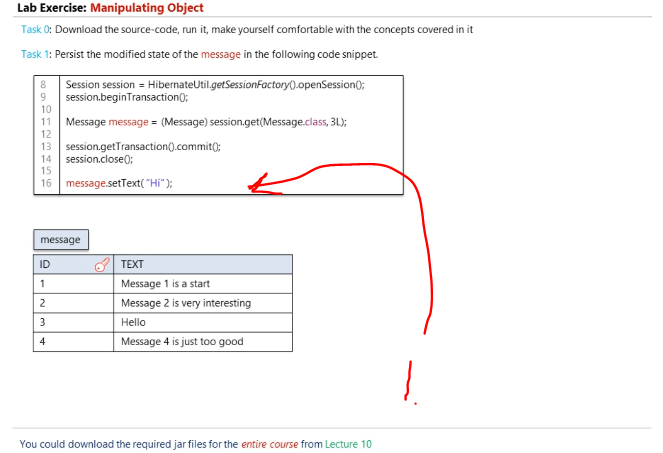 Lab Exercise: Manipulating Object
Task 0: Download the source-code, run it, make yourself comfortable with the concepts covered in it
Task 1: Persist the modified state of the message in the following code snippet.
8 Session session = HibernateUtil.getSessionFactory().openSession();
9 session.beginTransaction();
10
11 Message message = (Message) session.get(Message.class, 3L);
12
13 session.getTransaction().commit();
14 session.close();
15
16 message.setText( "Hi" );
message
ID TEXT
1 Message 1 is a start
2 Message 2 is very interesting
3 Hello
4 Message 4 is just too good
!
You could download the required jar files for the entire course from Lecture 10